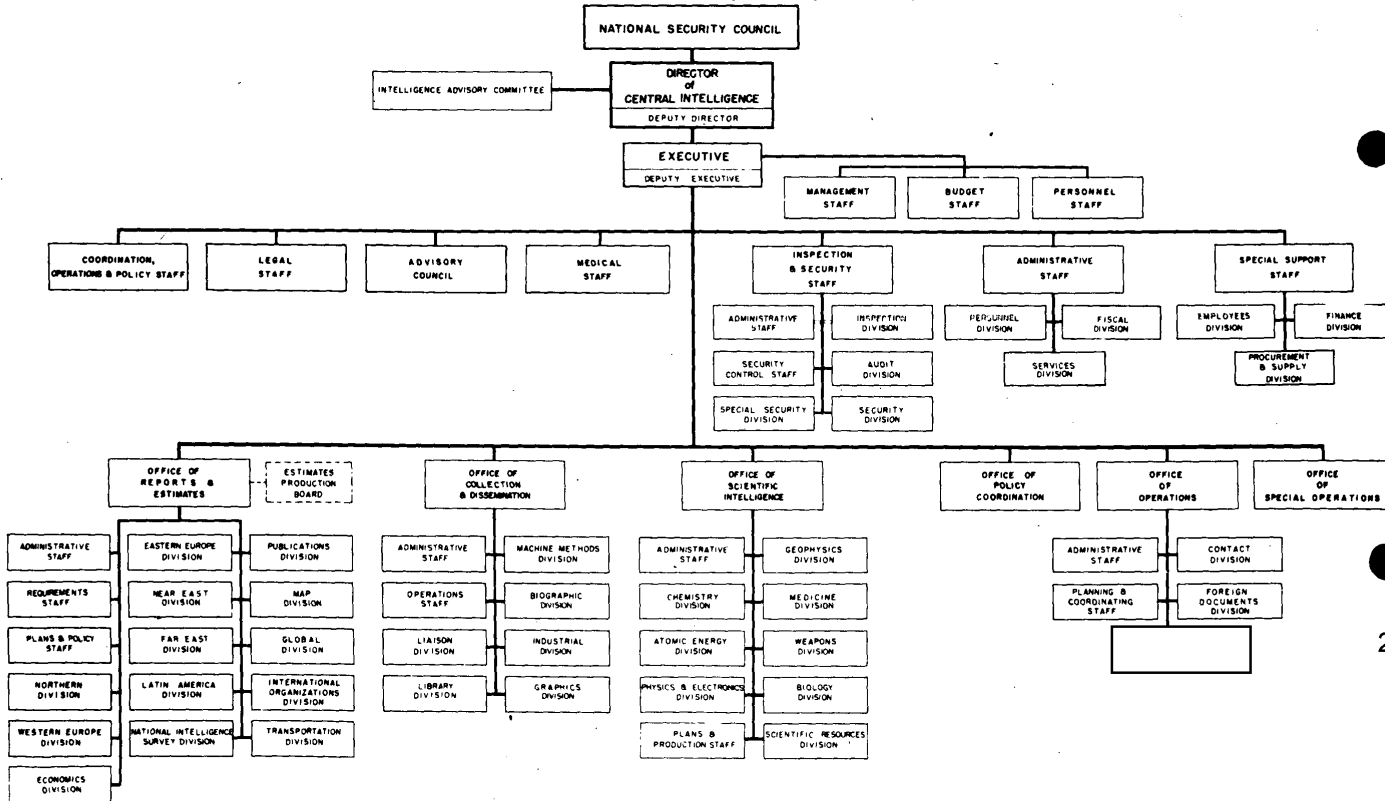 NATIONAL SECURITY COUNCIL
DIRECTOR
of
CENTRAL INTELLIGENCE
DEPUTY DIRECTOR
INTELLIGENCE ADVISORY COMMITTEE
EXECUTIVE
DEPUTY EXECUTIVE
MANAGEMENT
STAFF
BUDGET
STAFF
PERSONNEL
STAFF
COORDINATION,
OPERATIONS & POLICY STAFF
LEGAL
STAFF
ADVISORY
COUNCIL
MEDICAL
STAFF
INSPECTION
& SECURITY
STAFF
ADMINISTRATIVE
STAFF
SPECIAL SUPPORT
STAFF
ADMINISTRATIVE
STAFF
INSPECTION
DIVISION
SECURITY
CONTROL STAFF
AUDIT
DIVISION
SPECIAL SECURITY
DIVISION
SECURITY
DIVISION
PERSONNEL
DIVISION
FISCAL
DIVISION
SERVICES
DIVISION
EMPLOYEES
DIVISION
FINANCE
DIVISION
PROCUREMENT
& SUPPLY
DIVISION
OFFICE OF
REPORTS &
ESTIMATES
ESTIMATES
PRODUCTION
BOARD
OFFICE OF
COLLECTION
& DISSEMINATION
OFFICE OF
SCIENTIFIC
INTELLIGENCE
OFFICE OF
POLICY
COORDINATION
OFFICE
OF
OPERATIONS
OFFICE
OF
SPECIAL OPERATIONS
ADMINISTRATIVE
STAFF
EASTERN EUROPE
DIVISION
PUBLICATIONS
DIVISION
REQUIREMENTS
STAFF
NEAR EAST
DIVISION
MAP
DIVISION
PLANS & POLICY
STAFF
FAR EAST
DIVISION
GLOBAL
DIVISION
NORTHERN
DIVISION
LATIN AMERICA
DIVISION
INTERNATIONAL
ORGANIZATIONS
DIVISION
WESTERN EUROPE
DIVISION
NATIONAL INTELLIGENCE
SURVEY DIVISION
TRANSPORTATION
DIVISION
ECONOMICS
DIVISION
ADMINISTRATIVE
STAFF
MACHINE METHODS
DIVISION
OPERATIONS
STAFF
BIOGRAPHIC
DIVISION
LIAISON
DIVISION
INDUSTRIAL
DIVISION
LIBRARY
DIVISION
GRAPHICS
DIVISION
ADMINISTRATIVE
STAFF
GEOPHYSICS
DIVISION
CHEMISTRY
DIVISION
MEDICINE
DIVISION
ATOMIC ENERGY
DIVISION
WEAPONS
DIVISION
PHYSICS & ELECTRONICS
DIVISION
BIOLOGY
DIVISION
PLANS &
PRODUCTION STAFF
SCIENTIFIC RESOURCES
DIVISION
ADMINISTRATIVE
STAFF
CONTACT
DIVISION
PLANNING &
COORDINATING
STAFF
FOREIGN
DOCUMENTS
DIVISION
2